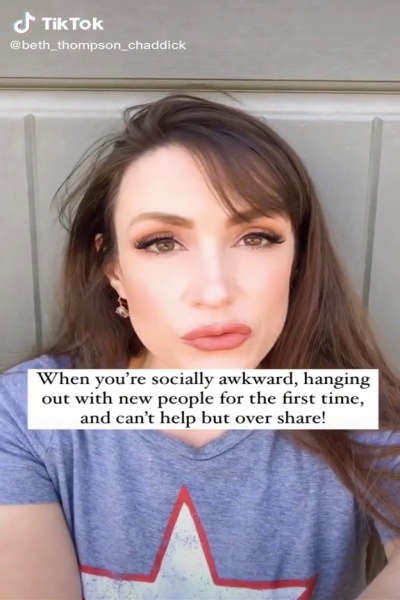 TikTok
@beth_thompson_chaddick
When you're socially awkward, hanging
out with new people for the first time,
and can't help but over share!